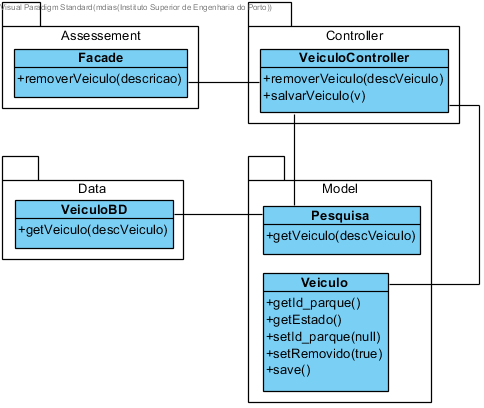 Visual Paradigm Standard(mdias(Instituto Superior de Engenharia do Porto))
Assessement
Facade
+removerVeiculo(descricao)
Controller
VeiculoController
+removerVeiculo(descVeiculo)
+salvarVeiculo(v)
Data
VeiculoBD
+getVeiculo(descVeiculo)
Model
Pesquisa
+getVeiculo(descVeiculo)
Veiculo
+getId_parque()
+getEstado()
+setId_parque(null)
+setRemovido(true)
+save()